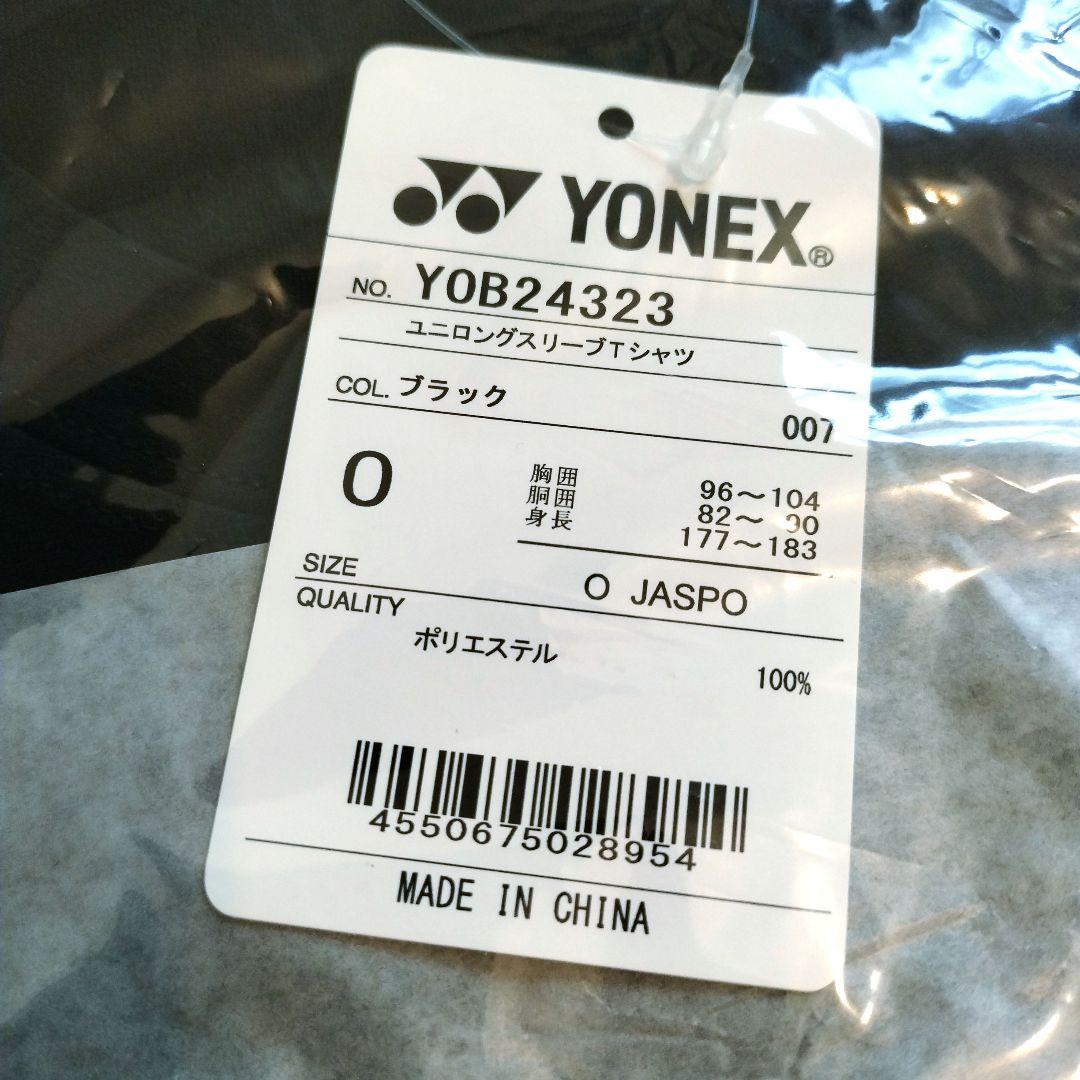 YONEX®
NO. YOB24323
ユニロングスリーブTシャツ
COL. ブラック 007
O
胸囲 96〜104
胴囲 82〜 90
身長 177〜183
SIZE O JASPO
QUALITY
ポリエステル 100%
4550675028954
MADE IN CHINA